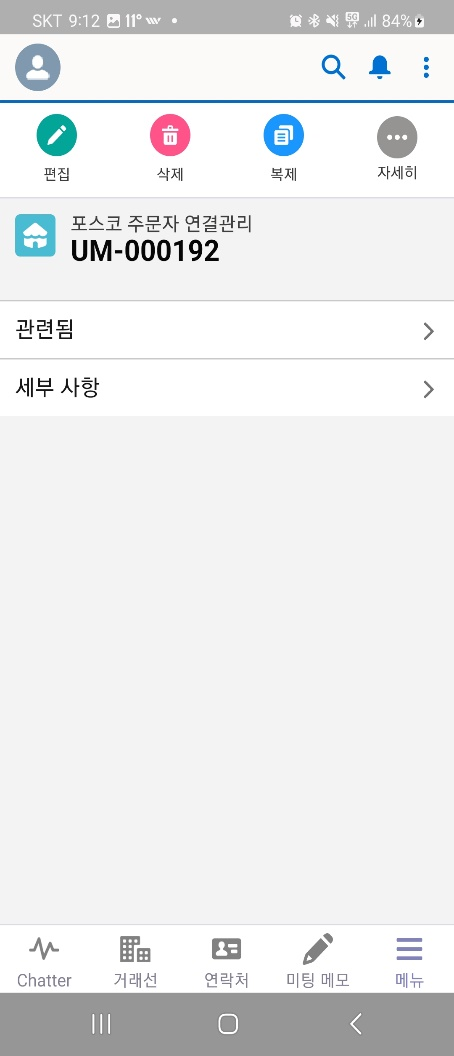 SKT 9:12 11°
5G 84%
편집 삭제 복제 자세히
포스코 주문자 연결관리
UM-000192
관련됨
세부 사항
Chatter 거래선 연락처 미팅 메모 메뉴